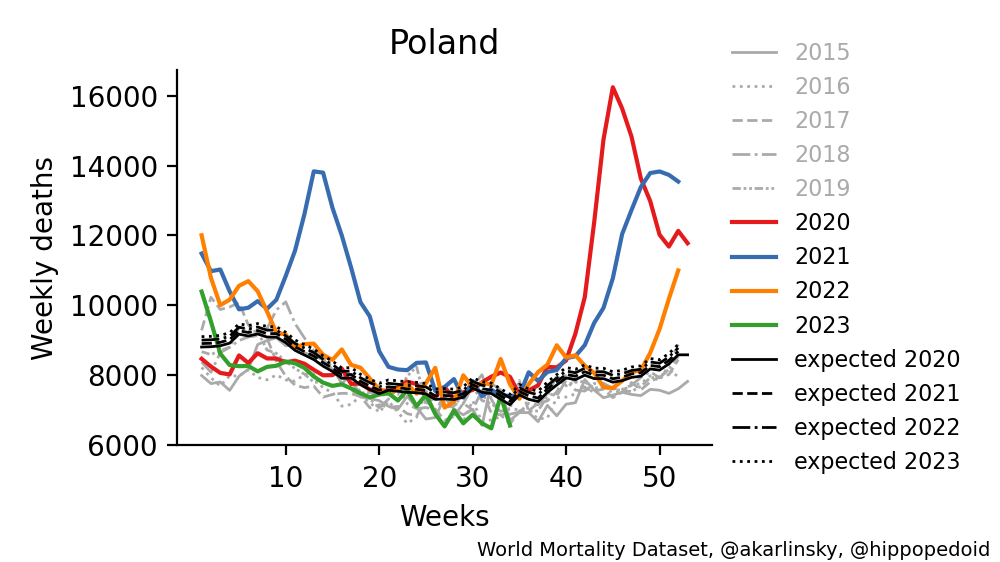 Poland
Weekly deaths
16000
14000
12000
10000
8000
6000
10
20
30
40
50
Weeks
2015
2016
2017
2018
2019
2020
2021
2022
2023
expected 2020
expected 2021
expected 2022
expected 2023
World Mortality Dataset, @akarlinsky, @hippopedoid